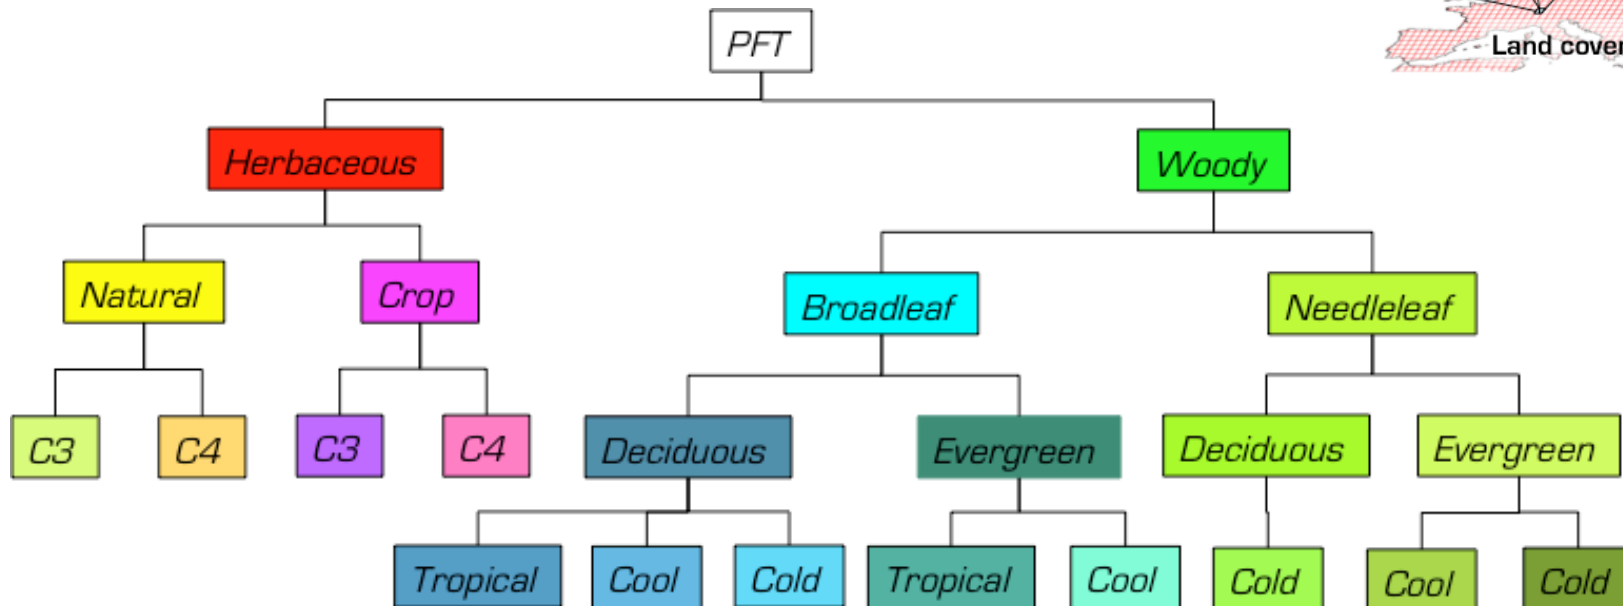 PFT
Land cover
Herbaceous
Woody
Natural
Crop
Broadleaf
Needleleaf
C3
C4
C3
C4
Deciduous
Evergreen
Deciduous
Evergreen
Tropical
Cool
Cold
Tropical
Cool
Cold
Cool
Cold